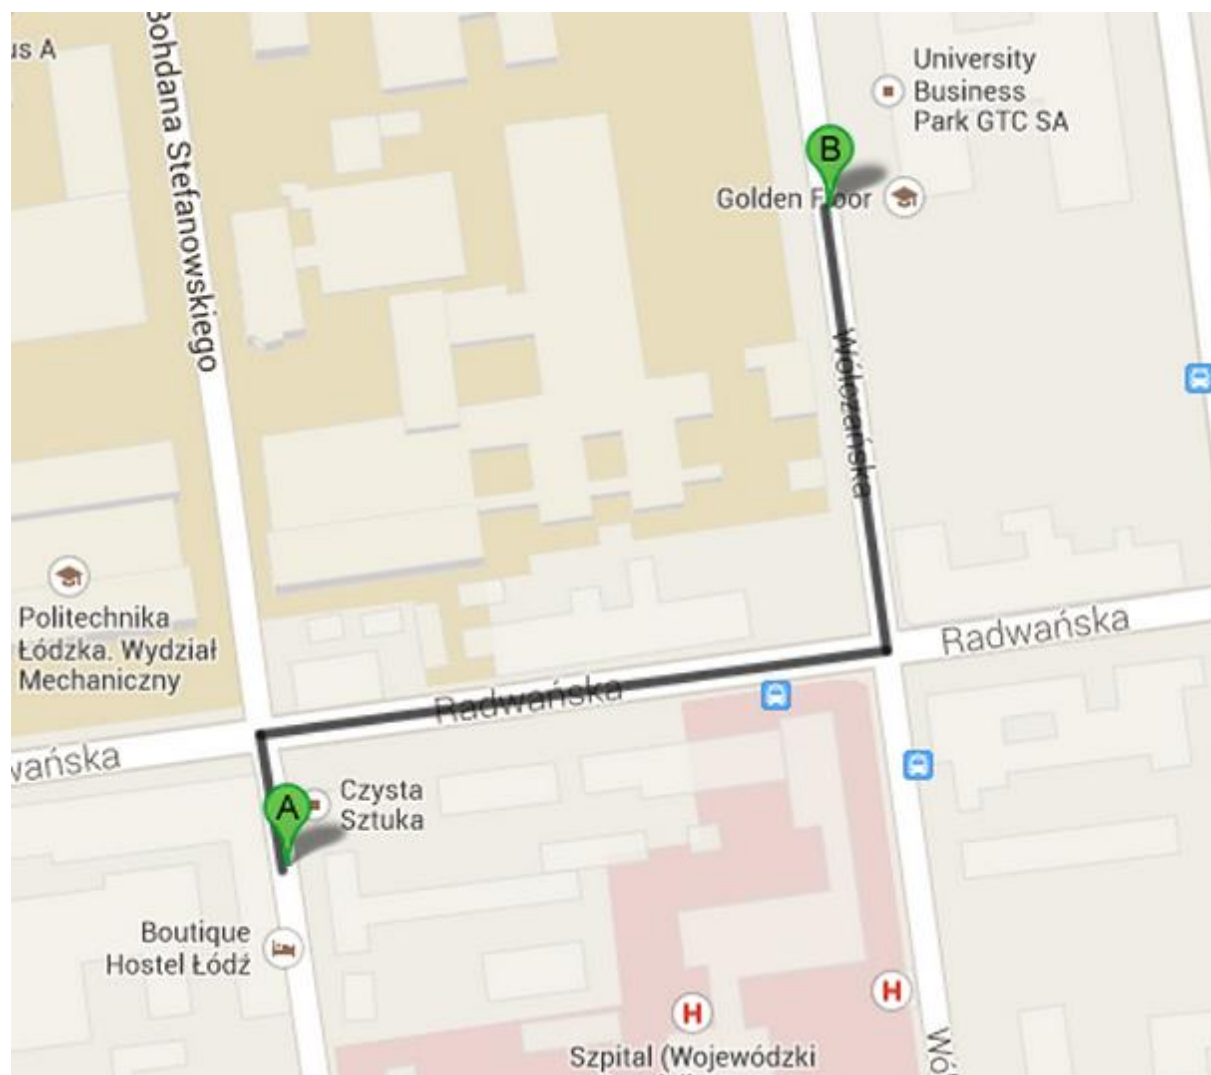 us A
Bohdana Stefanowskiego
University
Business
Park GTC SA
B
Golden Floor
Wólczańska
Politechnika
Łódzka. Wydział
Mechaniczny
Radwańska
Radwańska
wańska
A
Czysta
Sztuka
Boutique
Hostel Łódź
H
H
Szpital (Wojewódzki
Wó